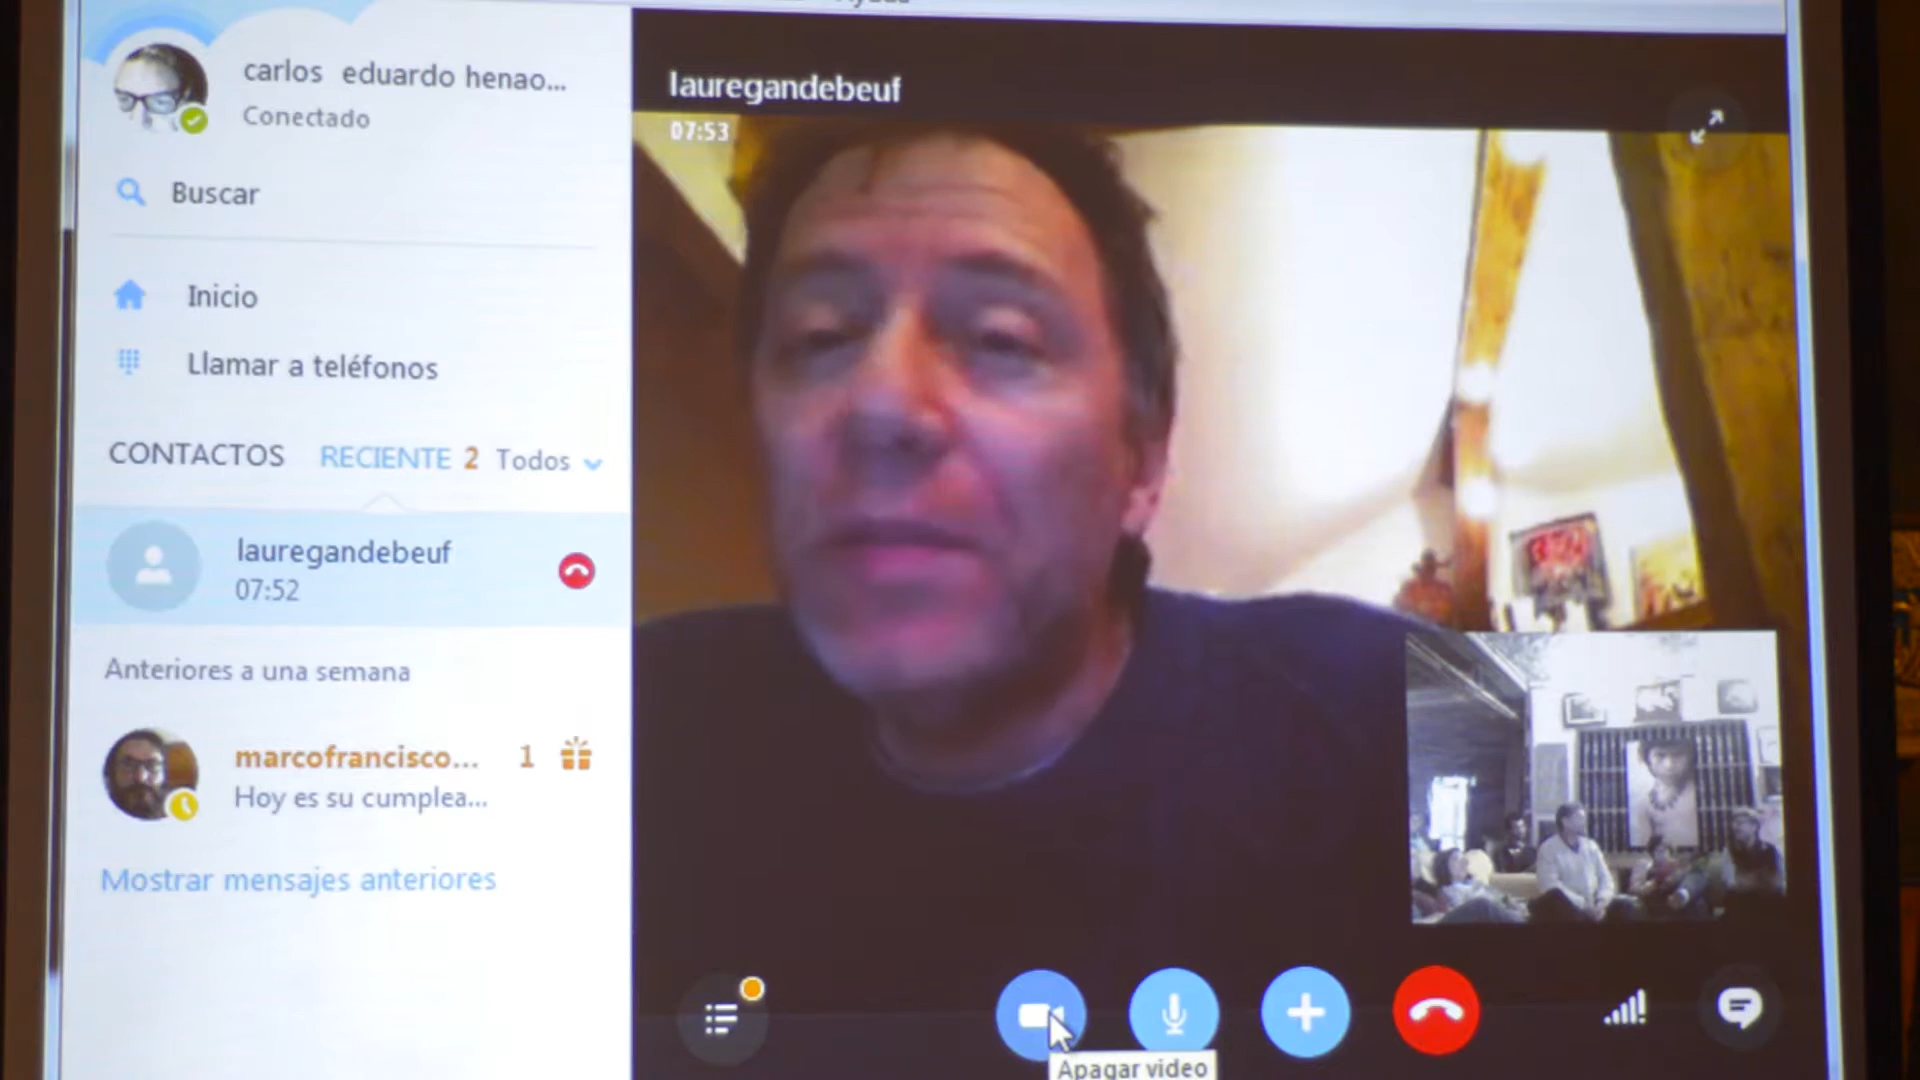 carlos eduardo henao...
Conectado
Buscar
Inicio
Llamar a teléfonos
CONTACTOS RECIENTE 2 Todos
lauregandebeuf
07:52
Anteriores a una semana
marcofrancisco... 1
Hoy es su cumplea...
Mostrar mensajes anteriores
lauregandebeuf
07:53
Apagar video